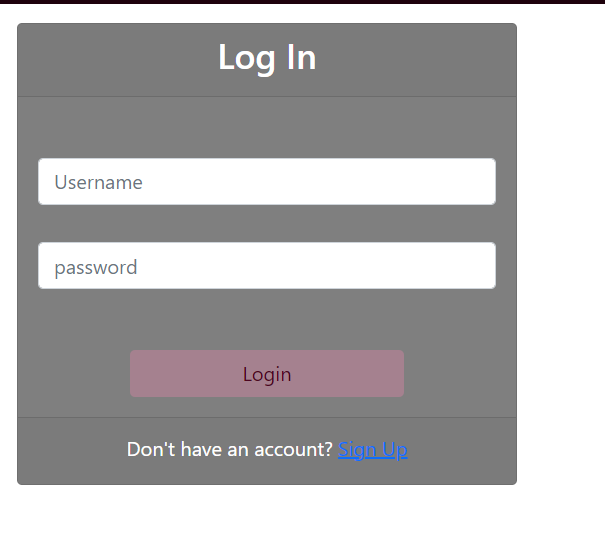 Log In
Username
password
Login
Don't have an account? Sign Up